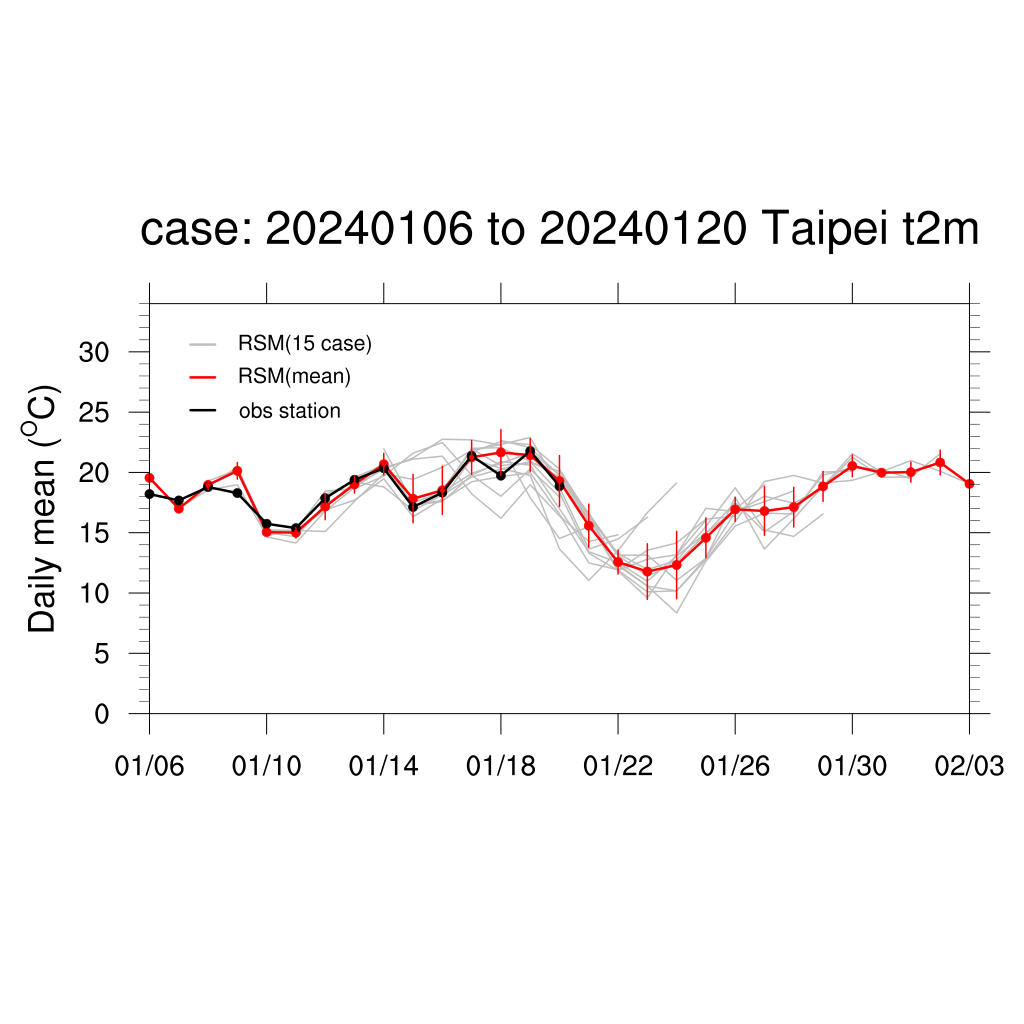 case: 20240106 to 20240120 Taipei t2m
RSM(15 case)
RSM(mean)
obs station
Daily mean (°C)
30
25
20
15
10
5
0
01/06 01/10 01/14 01/18 01/22 01/26 01/30 02/03